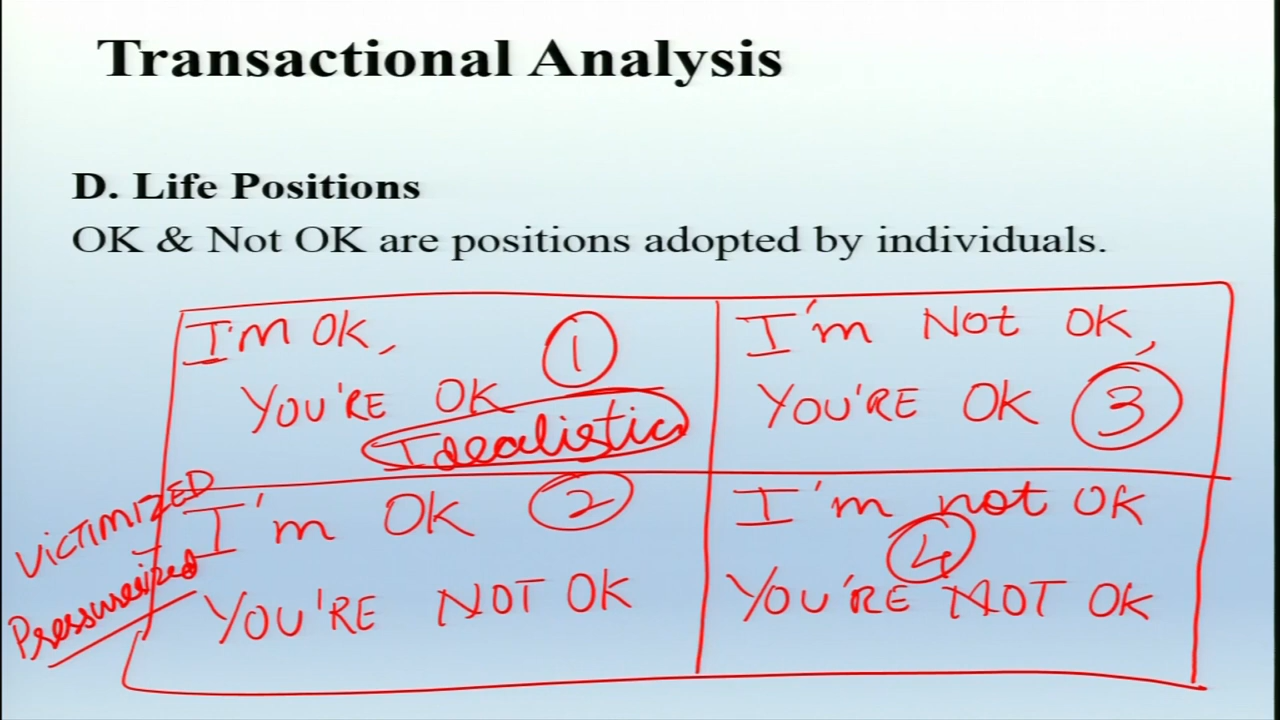 Transactional Analysis
D. Life Positions
OK & Not OK are positions adopted by individuals.
I'm OK,
YOU'RE OK
1
Idealistic
I'm Not OK,
YOU'RE OK
3
VICTIMIZED
Pressurized
I'm OK
2
YOU'RE NOT OK
I'm not OK
4
YOU'RE NOT OK